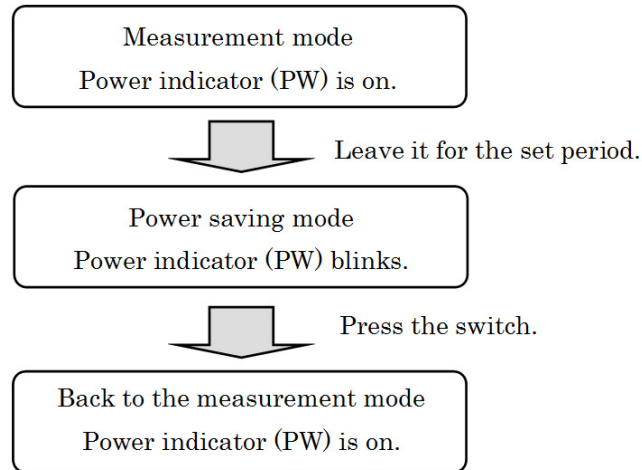 Measurement mode
Power indicator (PW) is on.
Leave it for the set period.
Power saving mode
Power indicator (PW) blinks.
Press the switch.
Back to the measurement mode
Power indicator (PW) is on.